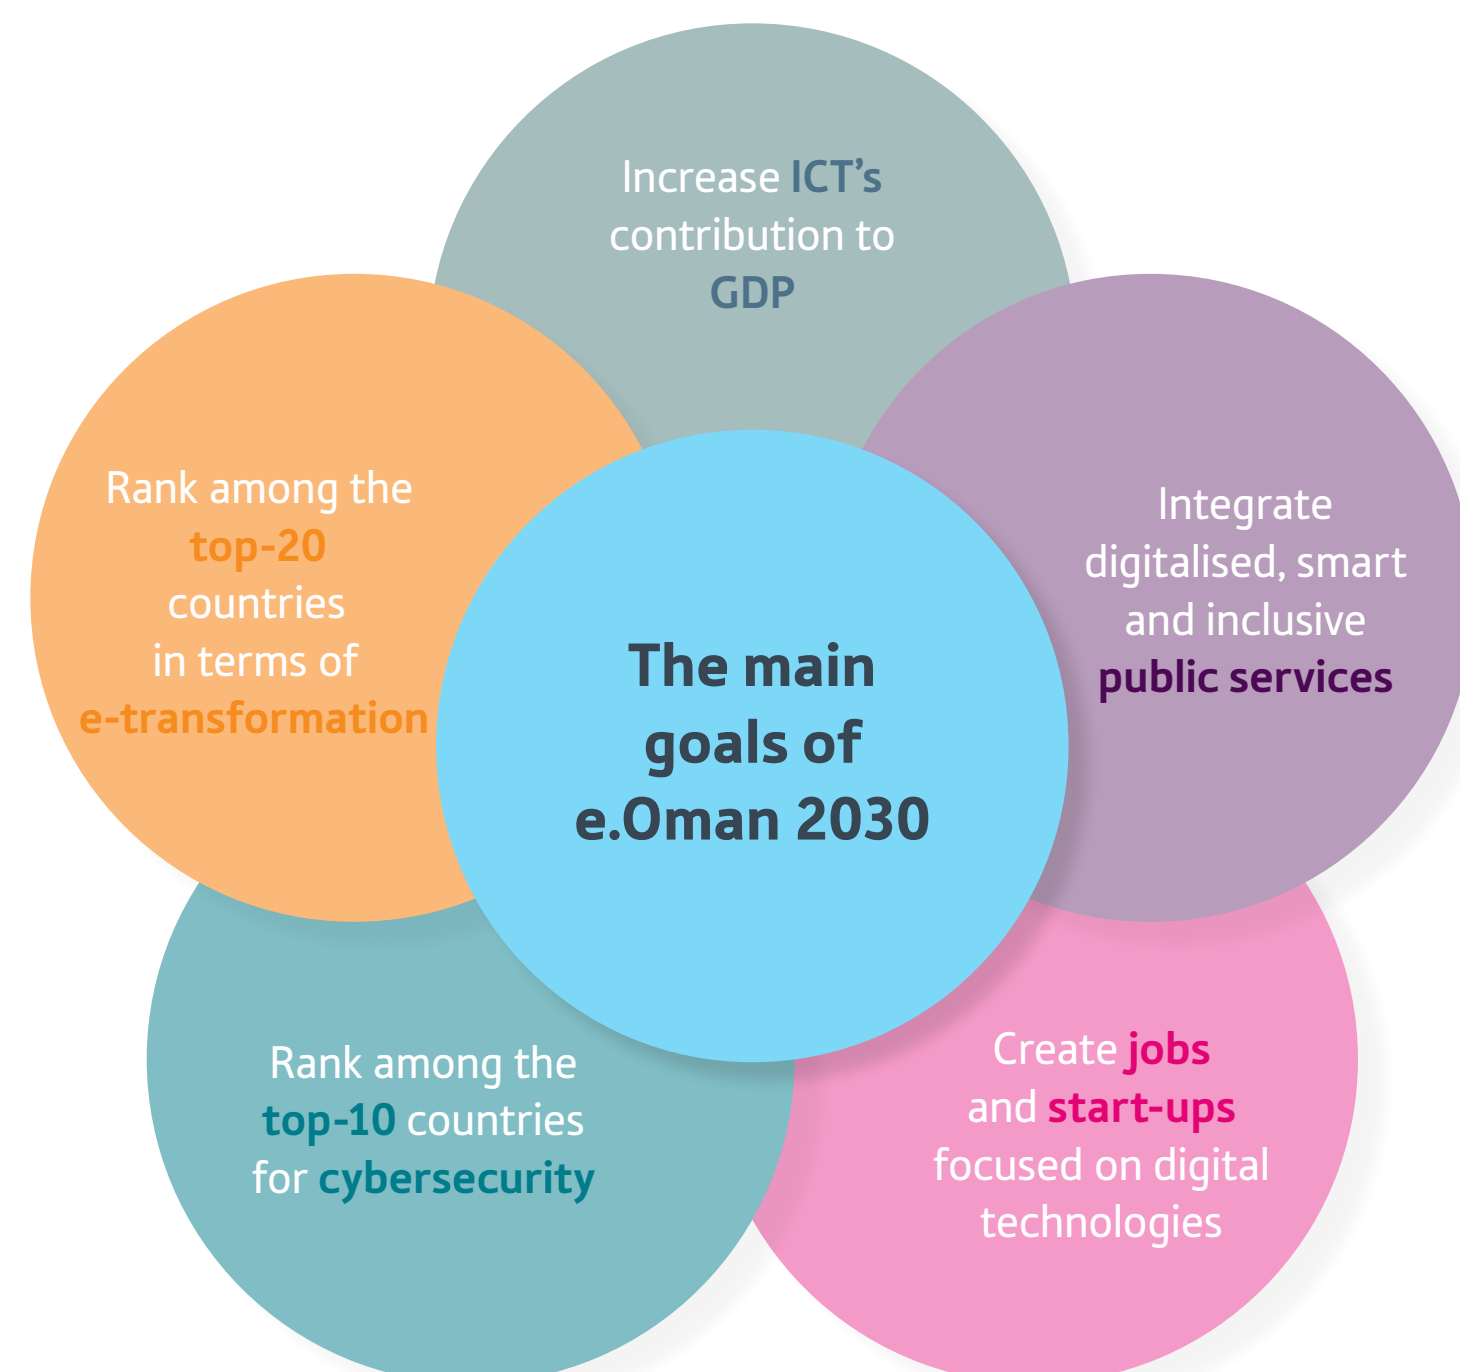 Increase ICT’s
contribution to
GDP
Rank among the
top-20
countries
in terms of
e-transformation
Integrate
digitalised, smart
and inclusive
public services
The main
goals of
e.Oman 2030
Rank among the
top-10 countries
for cybersecurity
Create jobs
and start-ups
focused on digital
technologies